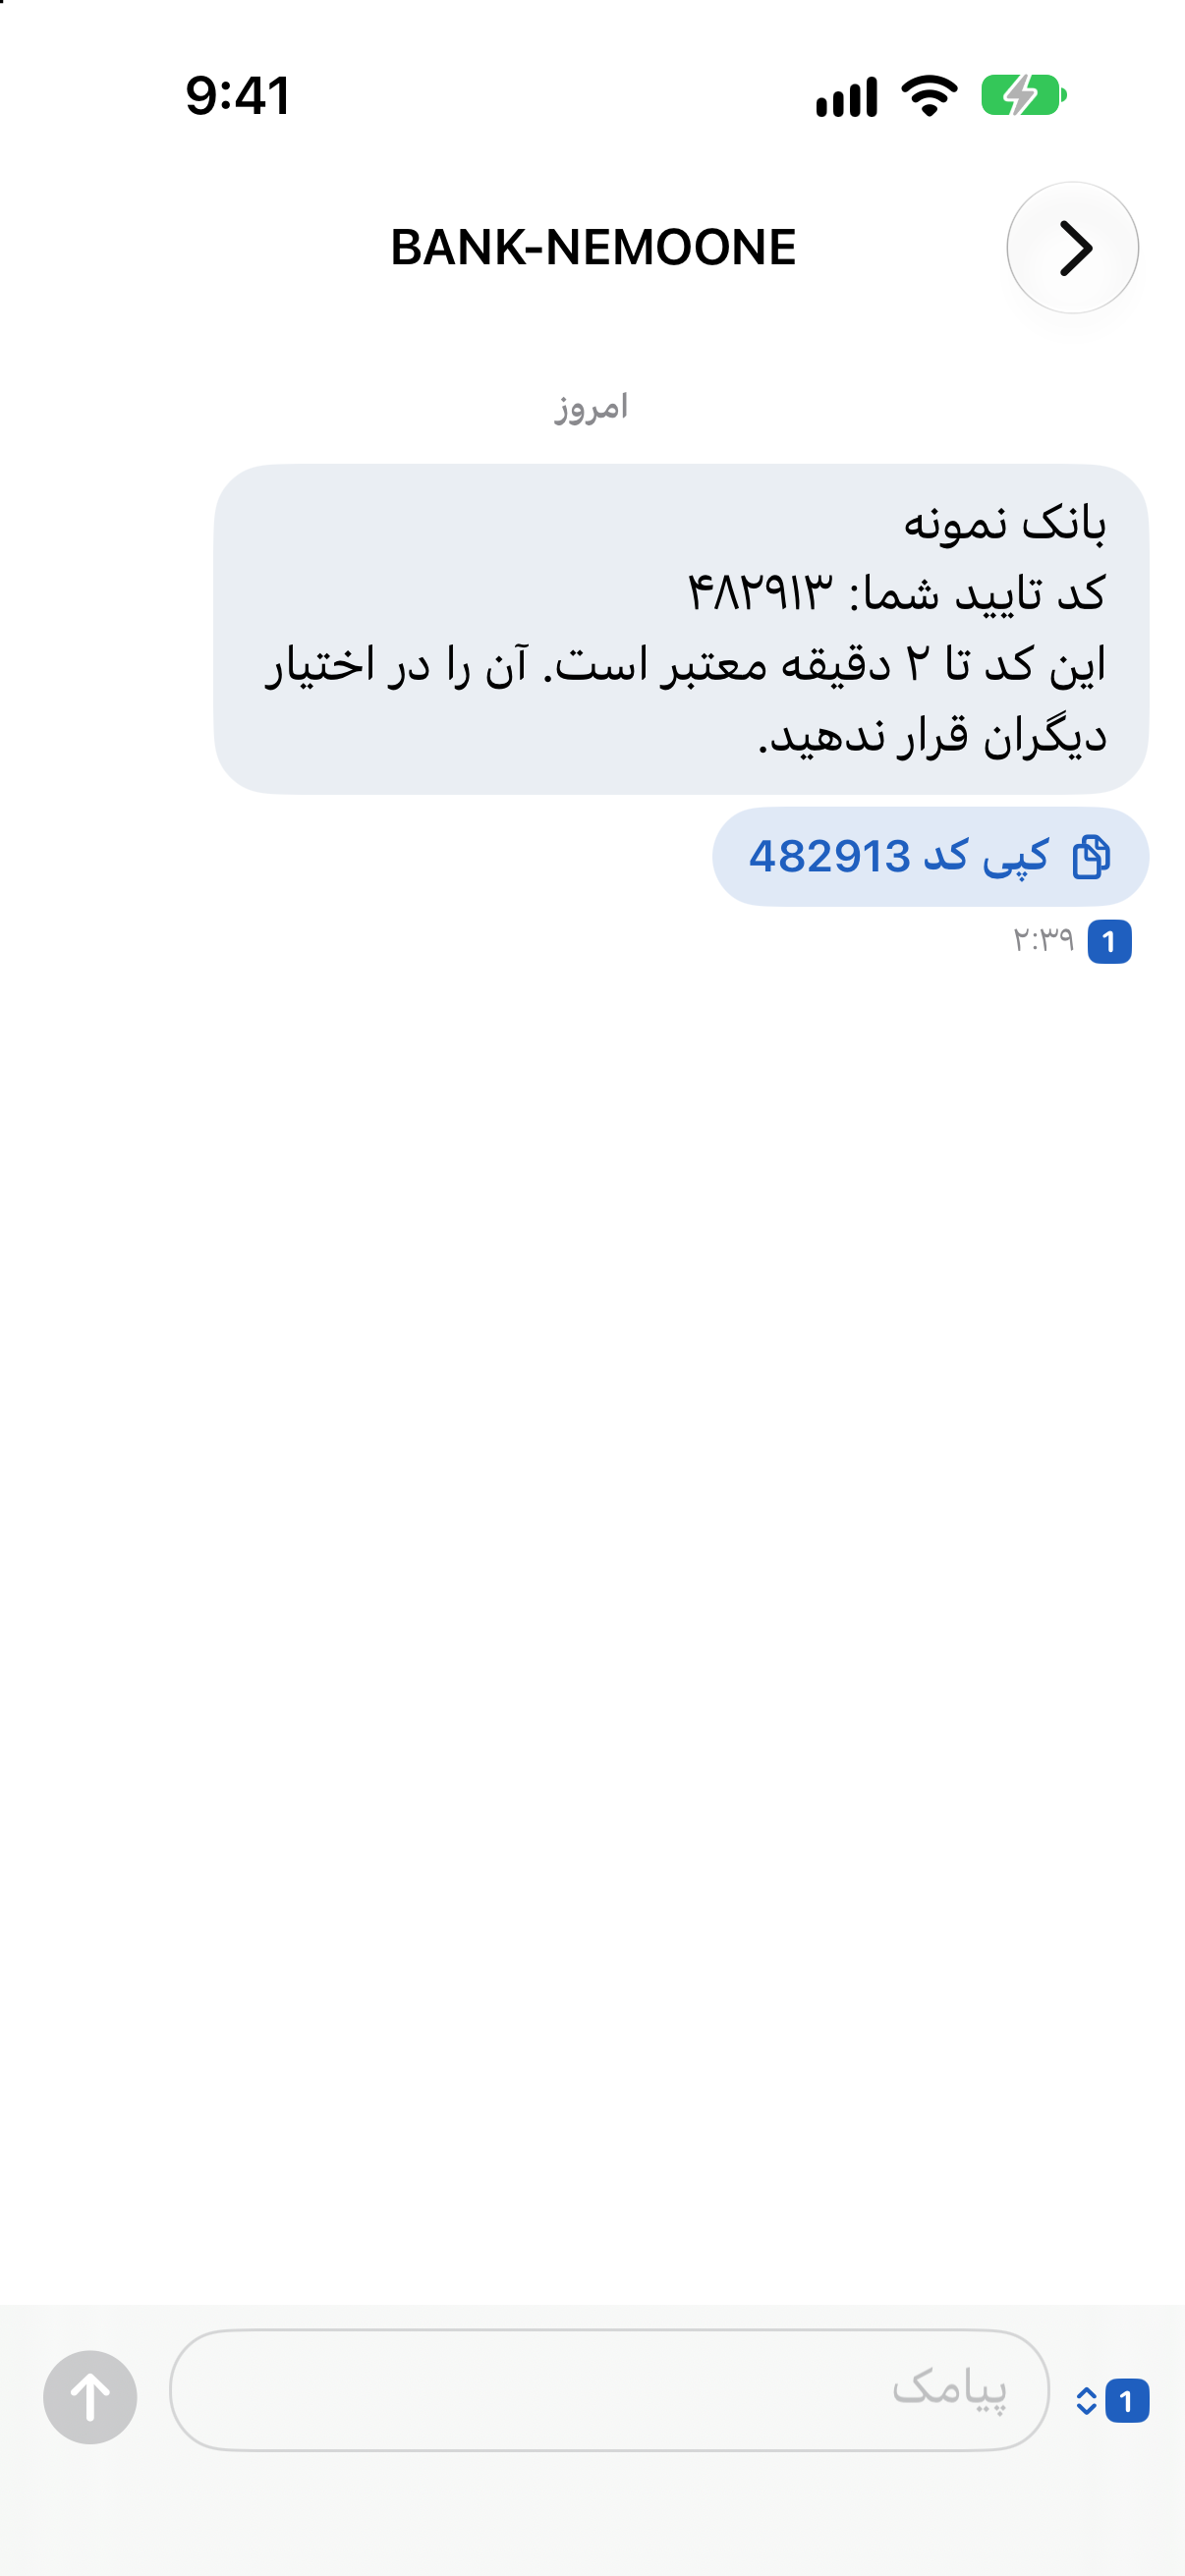 9:41
BANK-NEMOONE
امروز
بانک نمونه
کد تایید شما: ۴۸۲۹۱۳
این کد تا ۲ دقیقه معتبر است. آن را در اختیار
دیگران قرار ندهید.
کپی کد 482913
1 ۲:۳۹
پیامک
1